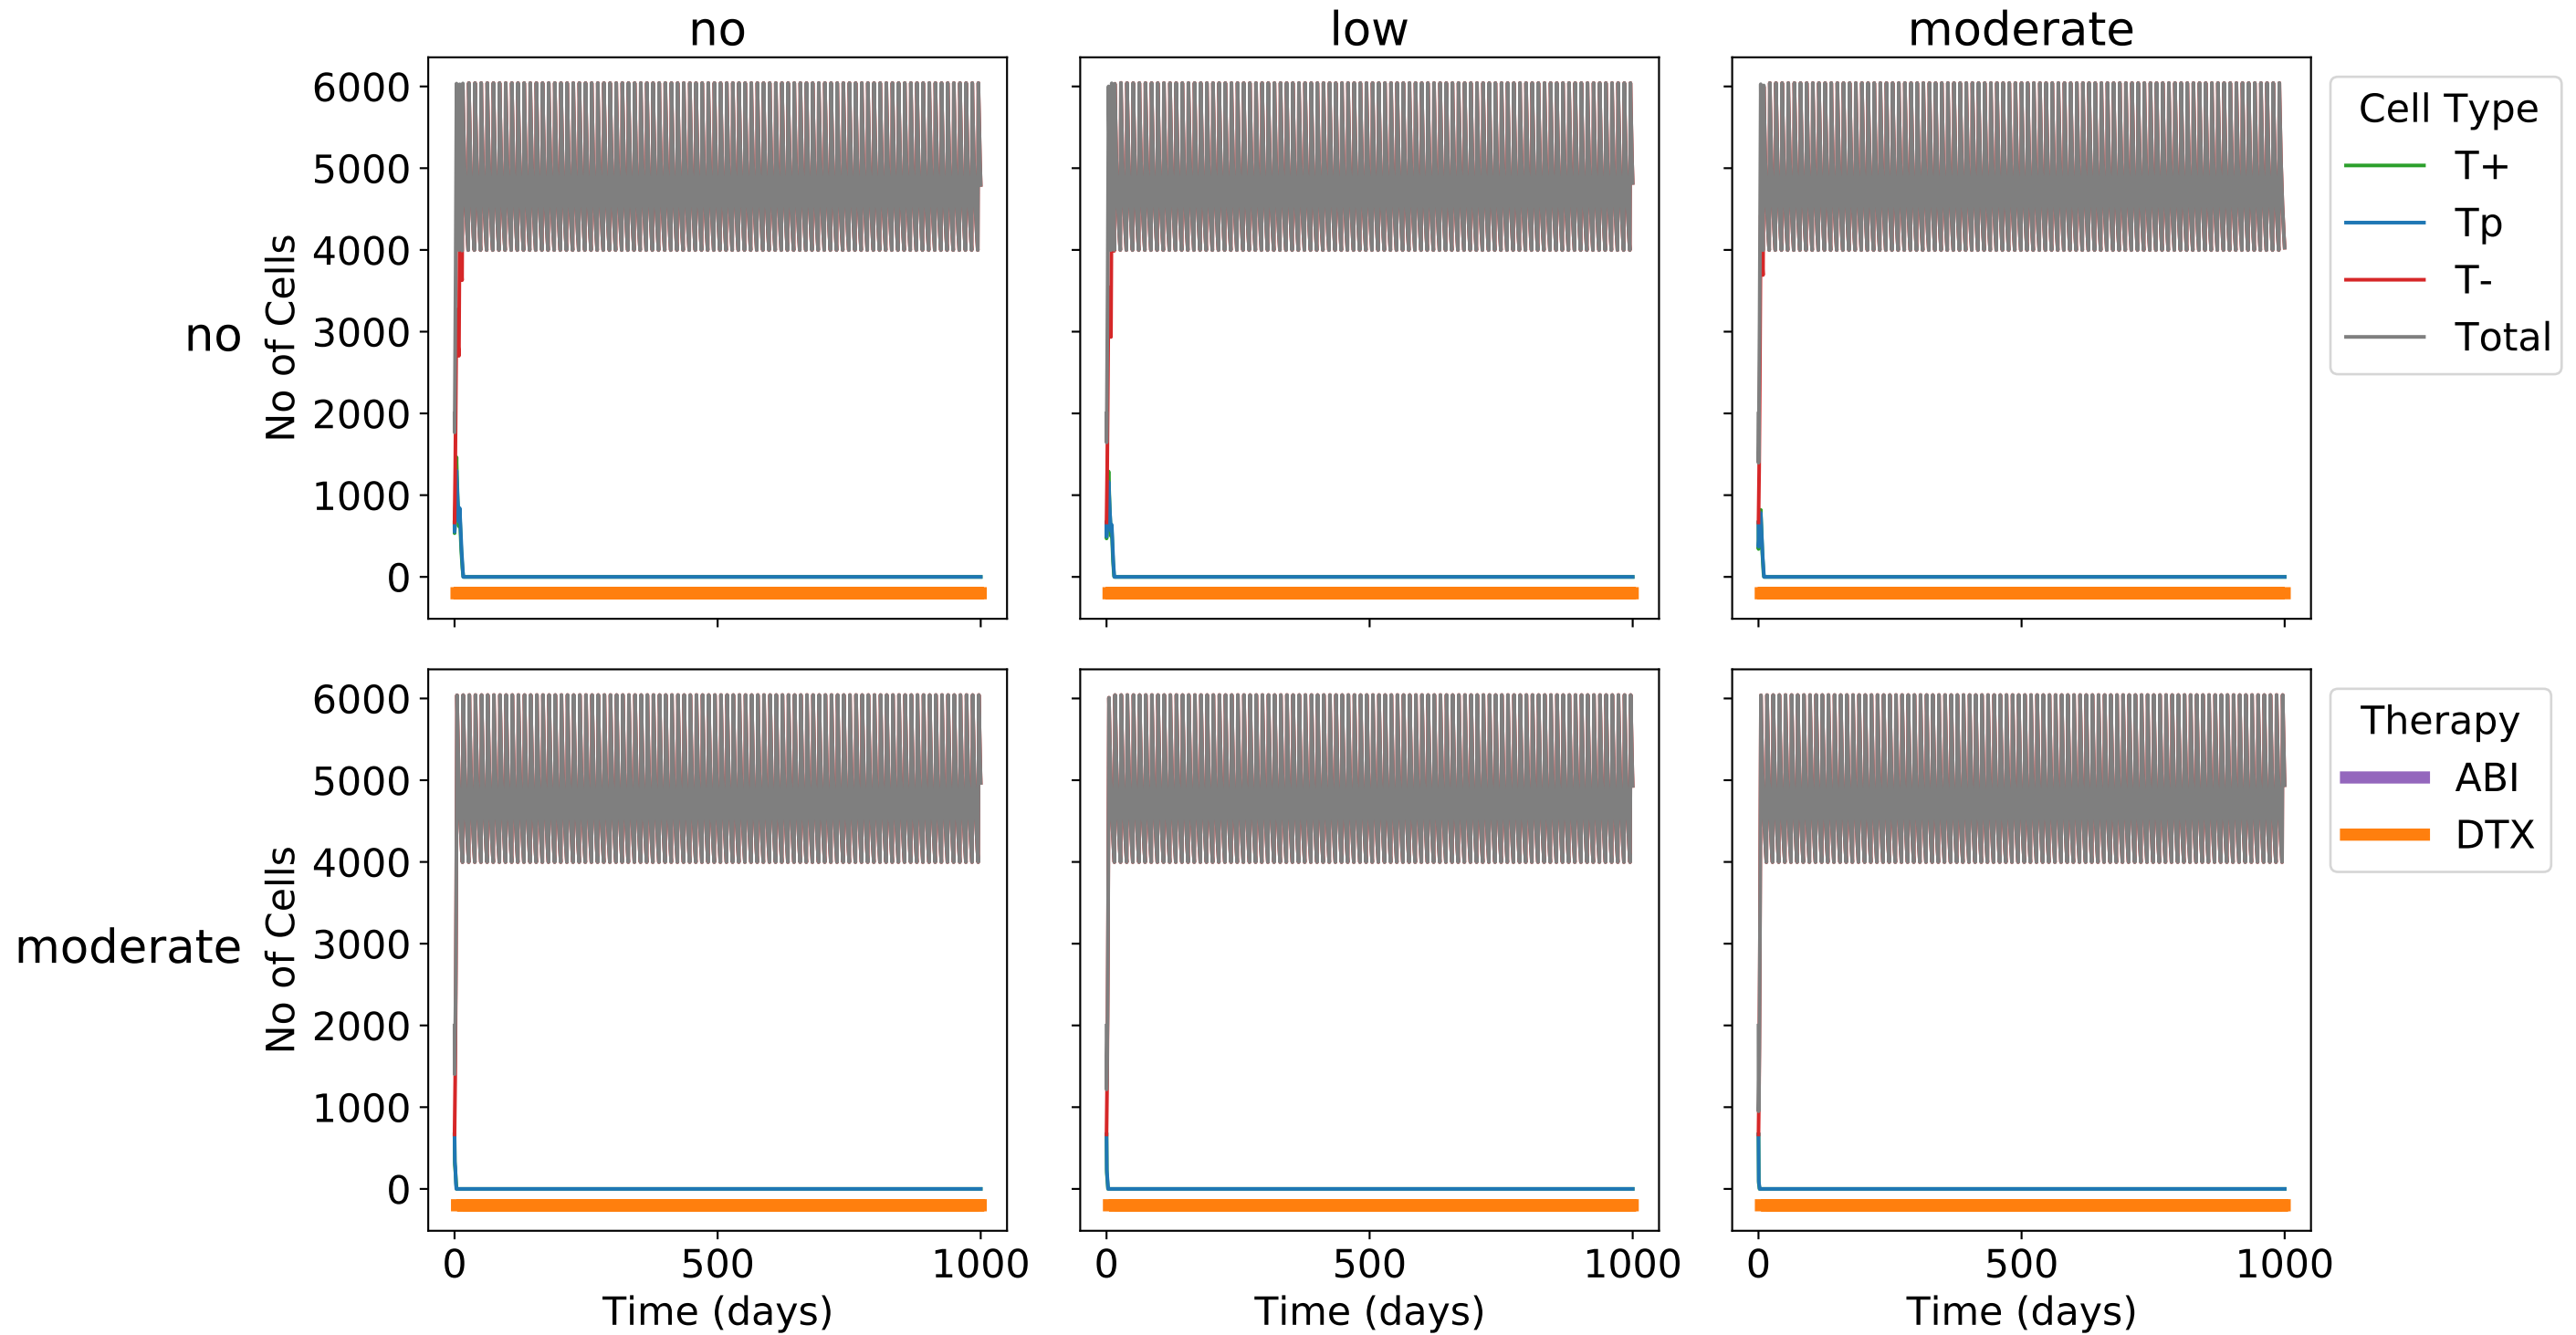 no
low
moderate
no
No of Cells
6000
5000
4000
3000
2000
1000
0
Cell Type
T+
Tp
T-
Total
moderate
No of Cells
6000
5000
4000
3000
2000
1000
0
Therapy
ABI
DTX
0 500 1000
0 500 1000
0 500 1000
Time (days)
Time (days)
Time (days)